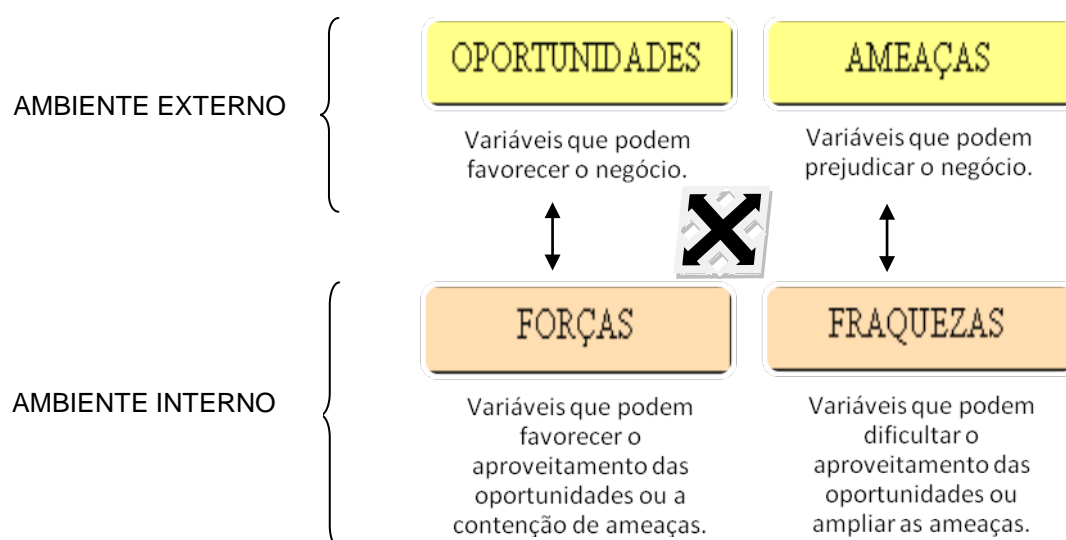 OPORTUNIDADES
AMEAÇAS
AMBIENTE EXTERNO
Variáveis que podem
favorecer o negócio.
Variáveis que podem
prejudicar o negócio.
FORÇAS
FRAQUEZAS
AMBIENTE INTERNO
Variáveis que podem
favorecer o
aproveitamento das
oportunidades ou a
contenção de ameaças.
Variáveis que podem
dificultar o
aproveitamento das
oportunidades ou
ampliar as ameaças.